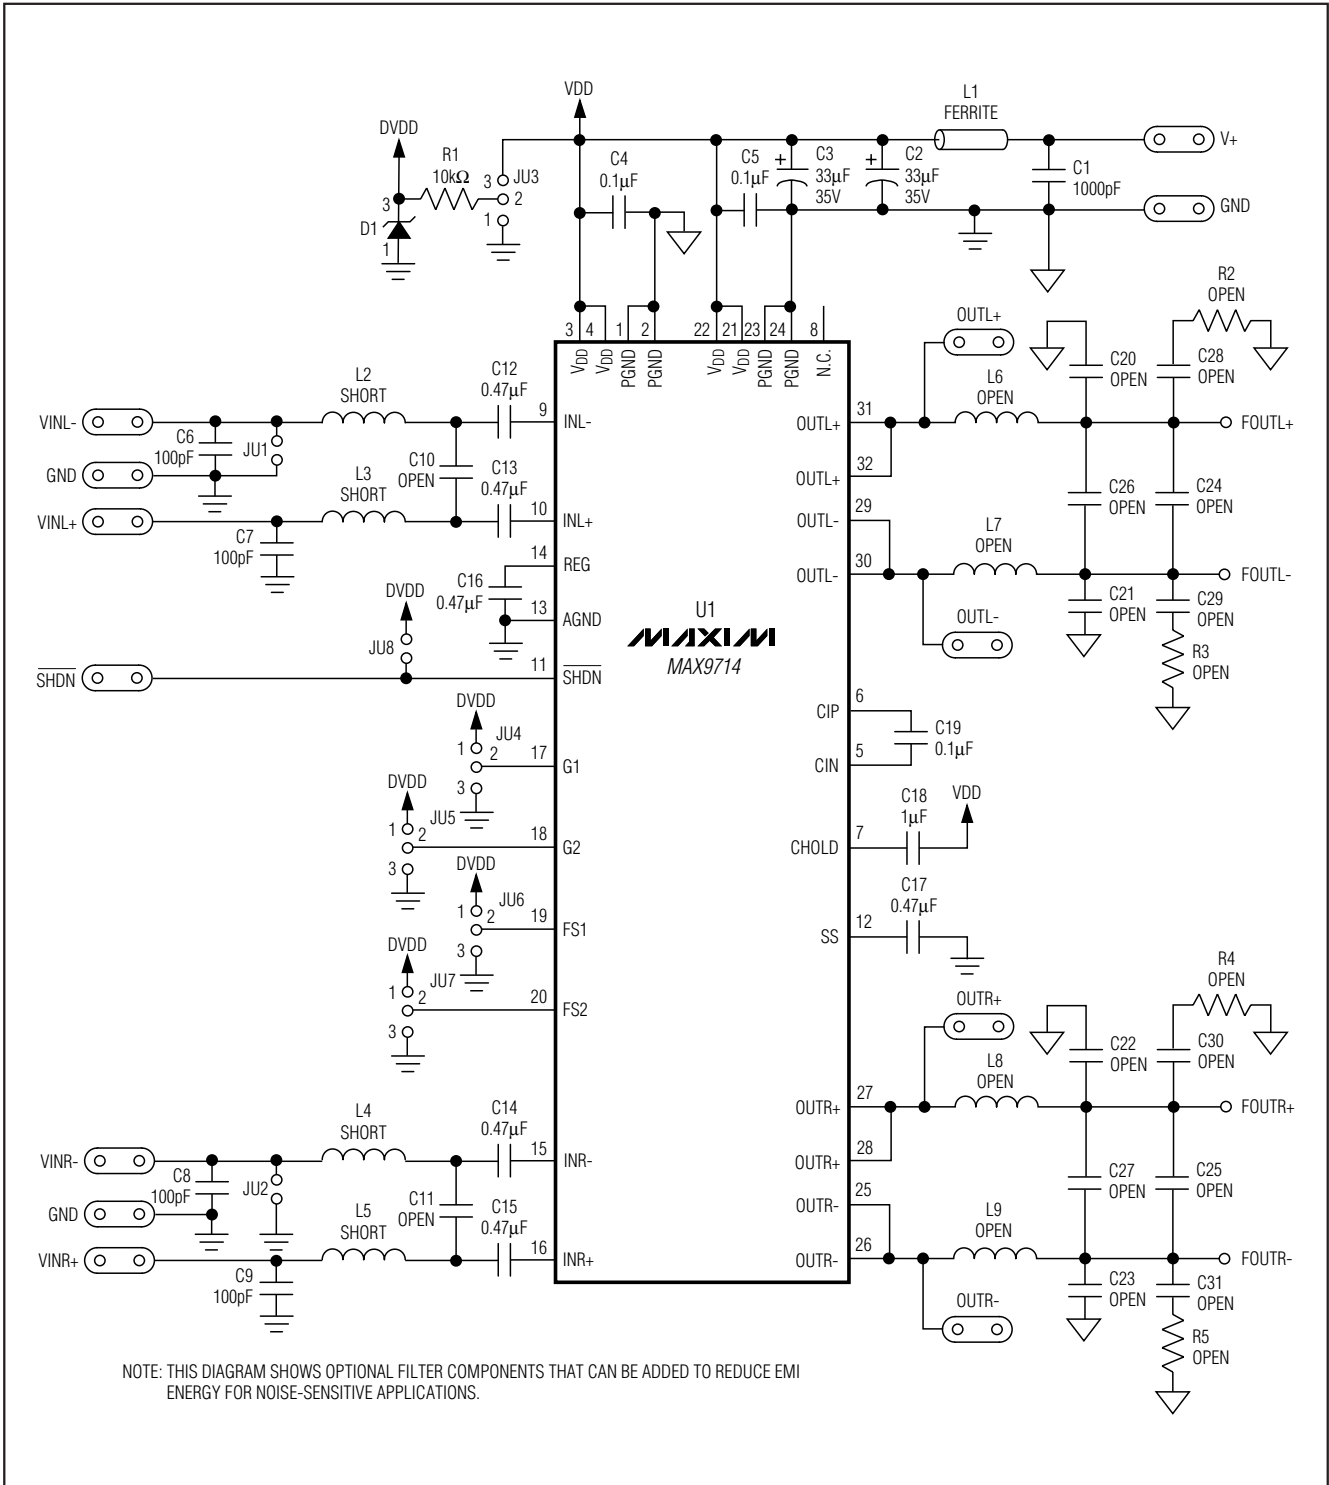 VDD
DVDD
R1
10kΩ
3
D1
1
3
JU3
2
1
C4
0.1µF
C5
0.1µF
+
C3
33µF
35V
+
C2
33µF
35V
L1
FERRITE
C1
1000pF
V+
GND
3 4 1 2 22 21 23 24 8
VDD VDD PGND PGND VDD VDD PGND PGND N.C.
VINL-
C6
100pF
JU1
GND
L2
SHORT
C12
0.47µF
9
INL-
C10
OPEN
L3
SHORT
C13
0.47µF
VINL+
C7
100pF
10
INL+
14
REG
C16
0.47µF
13
AGND
DVDD
JU8
SHDN
11
SHDN
DVDD
JU4
1
2
3
17
G1
DVDD
JU5
1
2
3
18
G2
DVDD
JU6
1
2
3
19
FS1
DVDD
JU7
1
2
3
20
FS2
VINR-
C8
100pF
JU2
GND
L4
SHORT
C14
0.47µF
15
INR-
C11
OPEN
L5
SHORT
C15
0.47µF
VINR+
C9
100pF
16
INR+
U1
MAXIM
MAX9714
OUTL+
R2
OPEN
C20
OPEN
C28
OPEN
L6
OPEN
OUTL+
31
FOUTL+
OUTL+
32
C26
OPEN
C24
OPEN
OUTL-
29
L7
OPEN
OUTL-
30
FOUTL-
OUTL-
C21
OPEN
C29
OPEN
R3
OPEN
CIP
6
C19
0.1µF
CIN
5
C18
1µF
VDD
CHOLD
7
C17
0.47µF
SS
12
OUTR+
R4
OPEN
C22
OPEN
C30
OPEN
L8
OPEN
OUTR+
27
FOUTR+
OUTR+
28
C27
OPEN
C25
OPEN
OUTR-
25
L9
OPEN
OUTR-
26
FOUTR-
OUTR-
C23
OPEN
C31
OPEN
R5
OPEN
NOTE: THIS DIAGRAM SHOWS OPTIONAL FILTER COMPONENTS THAT CAN BE ADDED TO REDUCE EMI
ENERGY FOR NOISE-SENSITIVE APPLICATIONS.